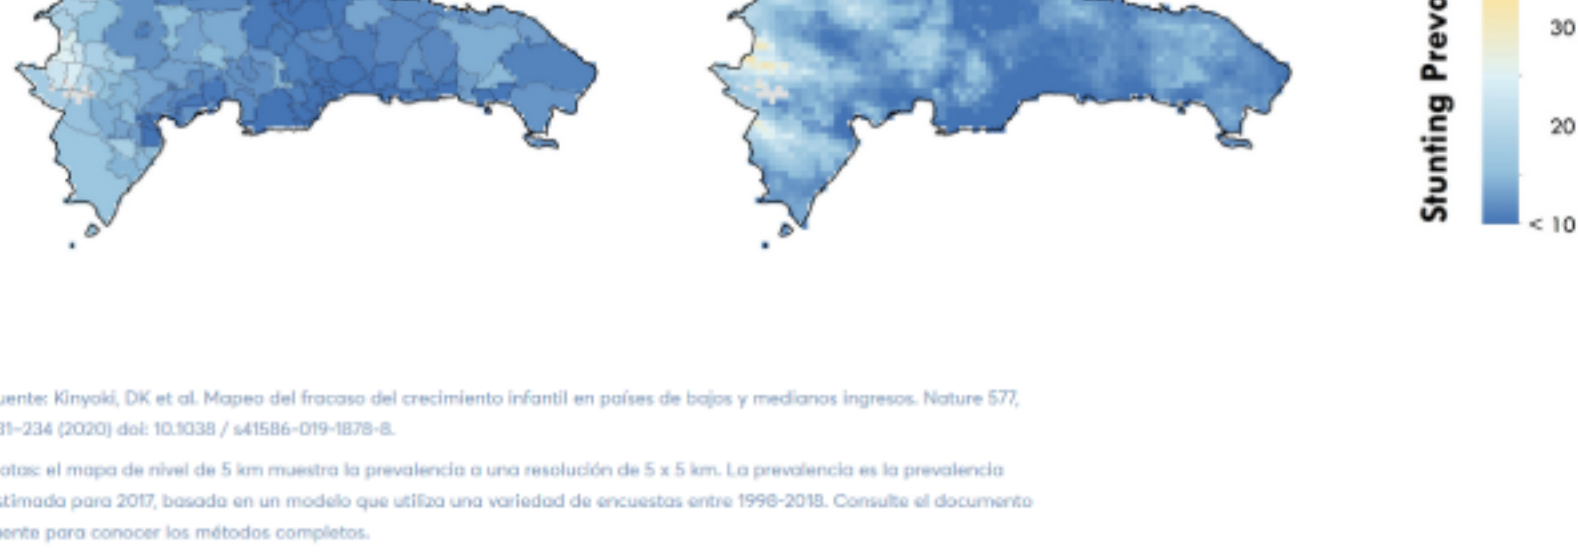 30
Stunting Preva
20
< 10
uente: Kinyoki, DK et al. Mapeo del fracaso del crecimiento infantil en países de bajos y medianos ingresos. Nature 577,
31-234 (2020) doi: 10.1038 / s41586-019-1878-8.
otas: el mapa de nivel de 5 km muestra la prevalencia a una resolución de 5 x 5 km. La prevalencia es la prevalencia
stimada para 2017, basada en un modelo que utiliza una variedad de encuestas entre 1998-2018. Consulte el documento
uente para conocer los métodos completos.